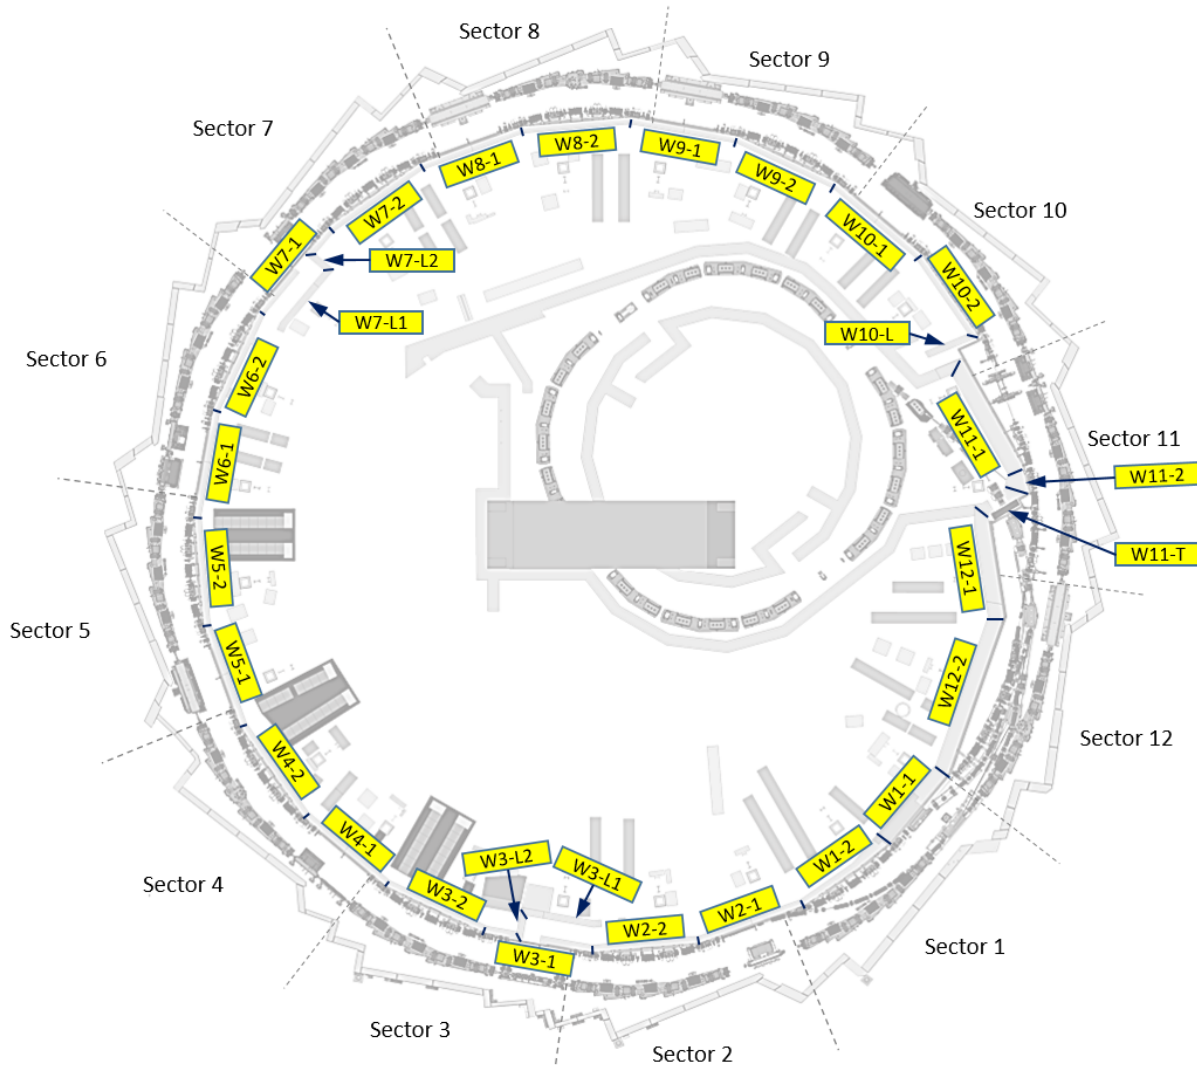 Sector 8
Sector 9
Sector 7
W8-2
W9-1
W8-1
W9-2
W7-2
Sector 10
W10-1
W7-1
W7-L2
W10-2
W7-L1
W10-L
Sector 6
W6-2
W11-1
Sector 11
W6-1
W11-2
W11-T
W5-2
W12-1
Sector 5
W5-1
W12-2
Sector 12
W4-2
W1-1
W4-1
W3-L2
W3-L1
W1-2
Sector 4
W3-2
W2-1
W2-2
Sector 1
W3-1
Sector 3
Sector 2